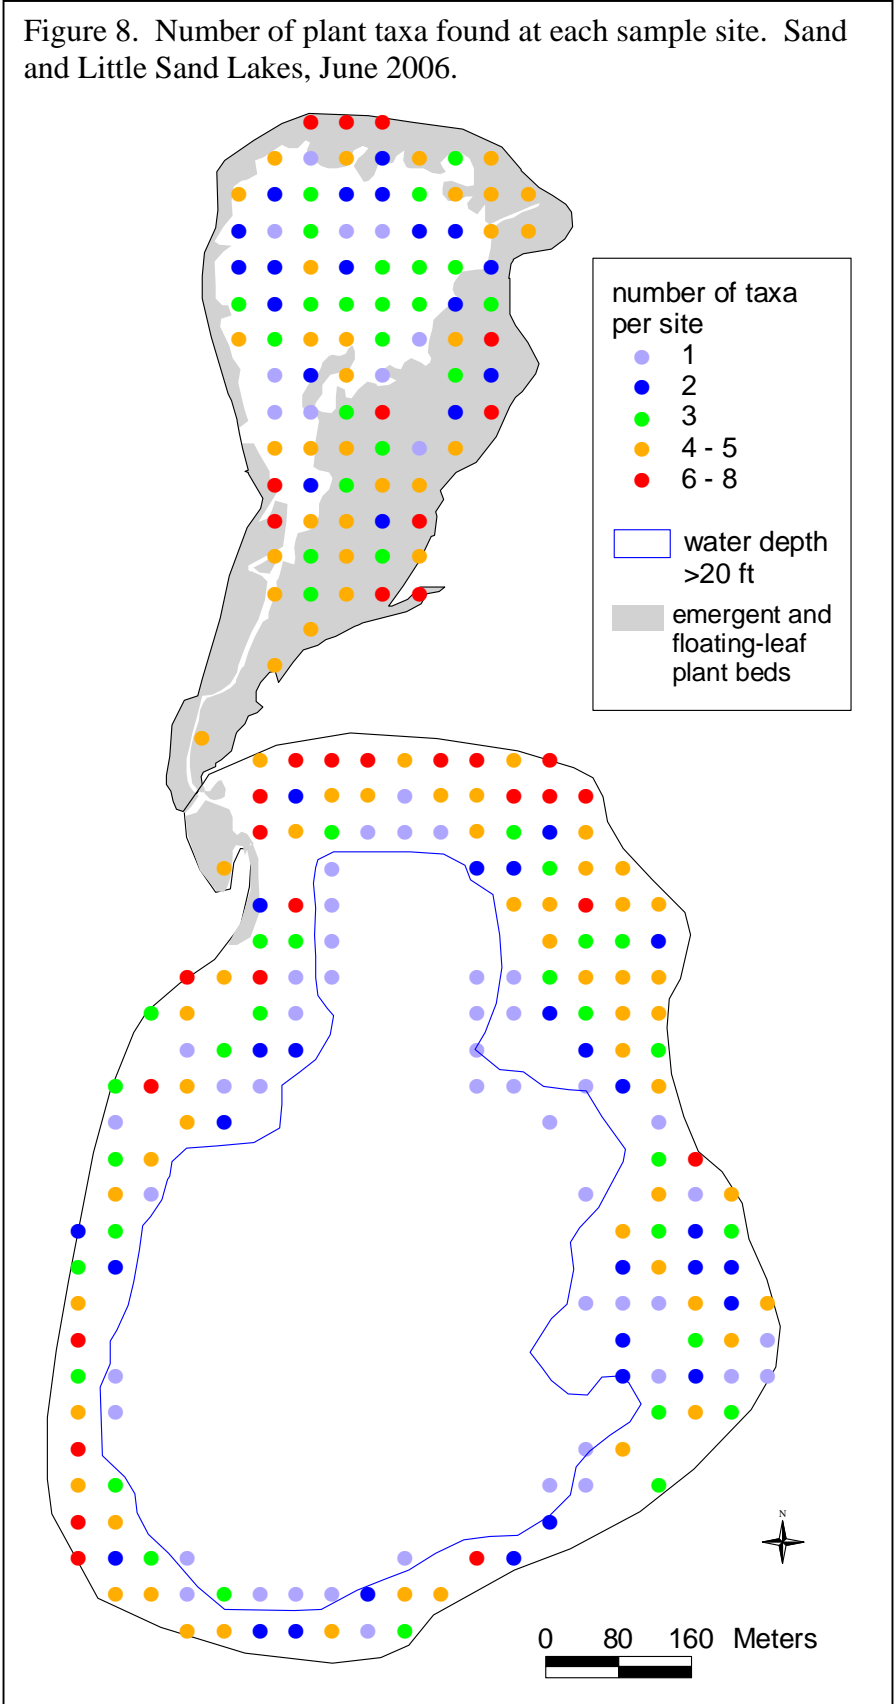 Figure 8.  Number of plant taxa found at each sample site.  Sand
and Little Sand Lakes, June 2006.
number of taxa
per site
1
2
3
4 - 5
6 - 8
water depth
>20 ft
emergent and
floating-leaf
plant beds
N
0 80 160 Meters